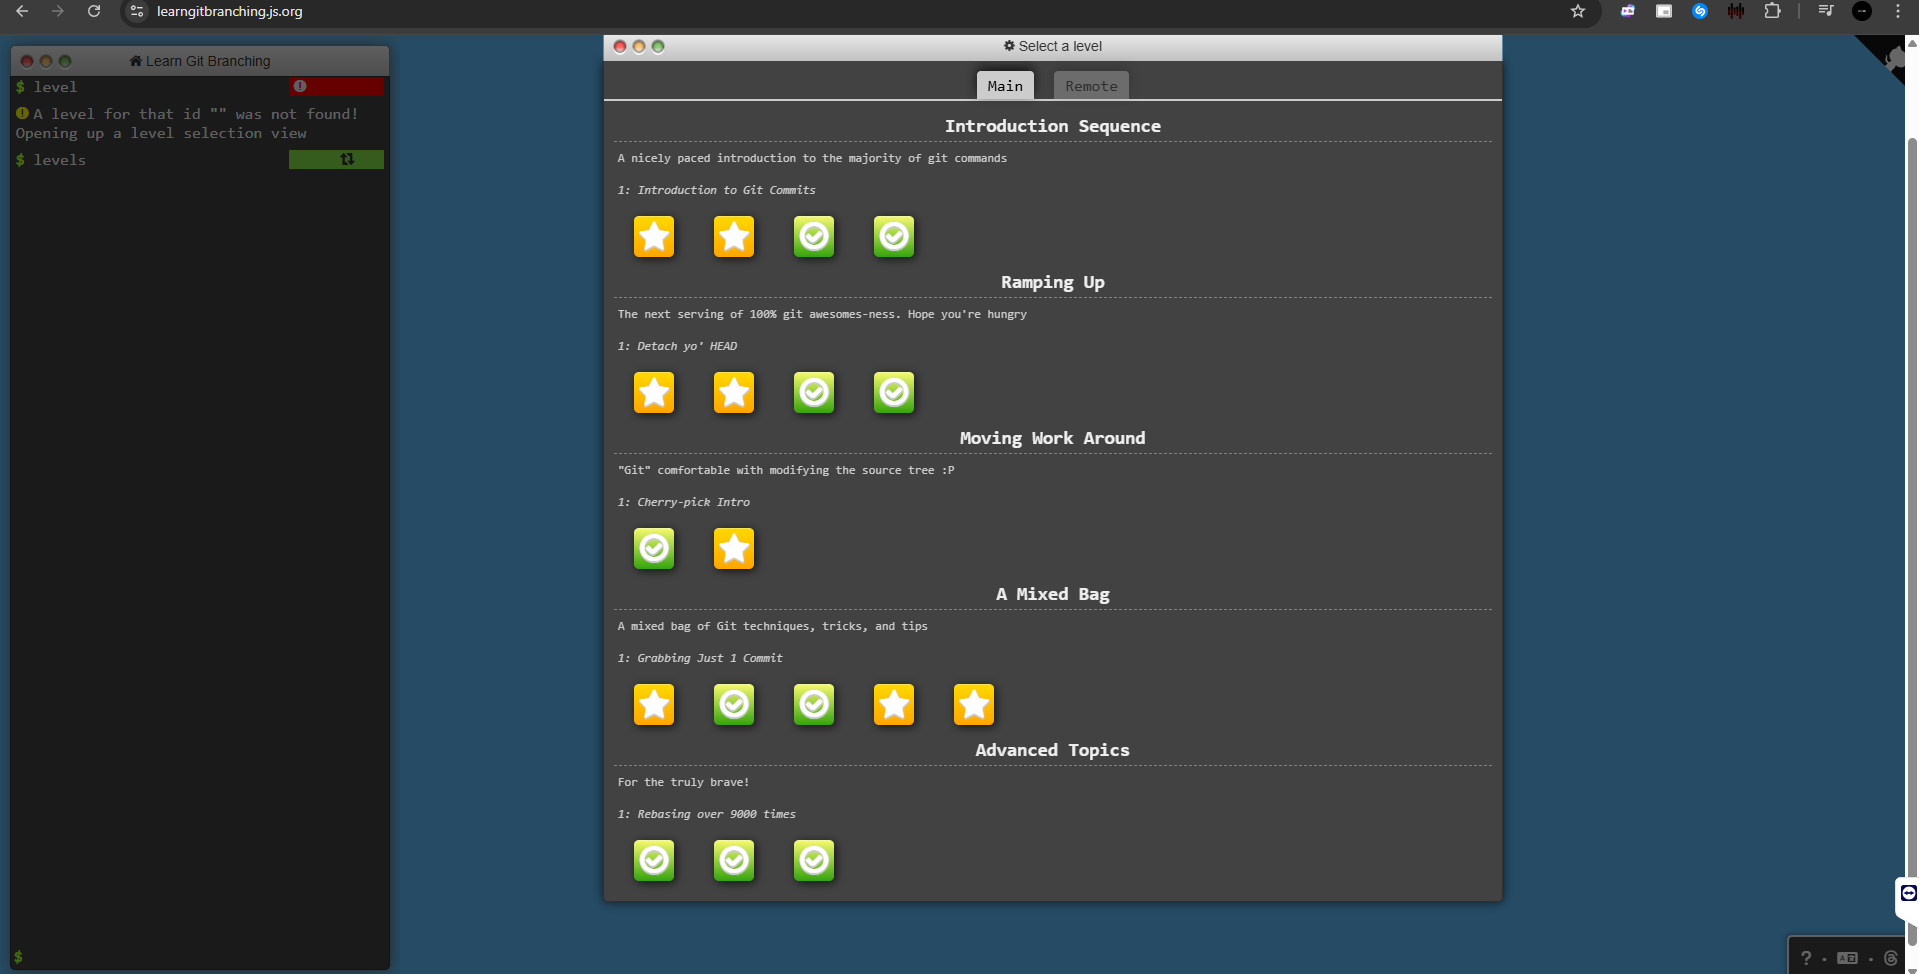 learngitbranching.js.org
Learn Git Branching
$ level
A level for that id "" was not found!
Opening up a level selection view
$ levels
$
Select a level
Main
Remote
Introduction Sequence
A nicely paced introduction to the majority of git commands
1: Introduction to Git Commits
Ramping Up
The next serving of 100% git awesomes-ness. Hope you're hungry
1: Detach yo' HEAD
Moving Work Around
"Git" comfortable with modifying the source tree :P
1: Cherry-pick Intro
A Mixed Bag
A mixed bag of Git techniques, tricks, and tips
1: Grabbing Just 1 Commit
Advanced Topics
For the truly brave!
1: Rebasing over 9000 times
?